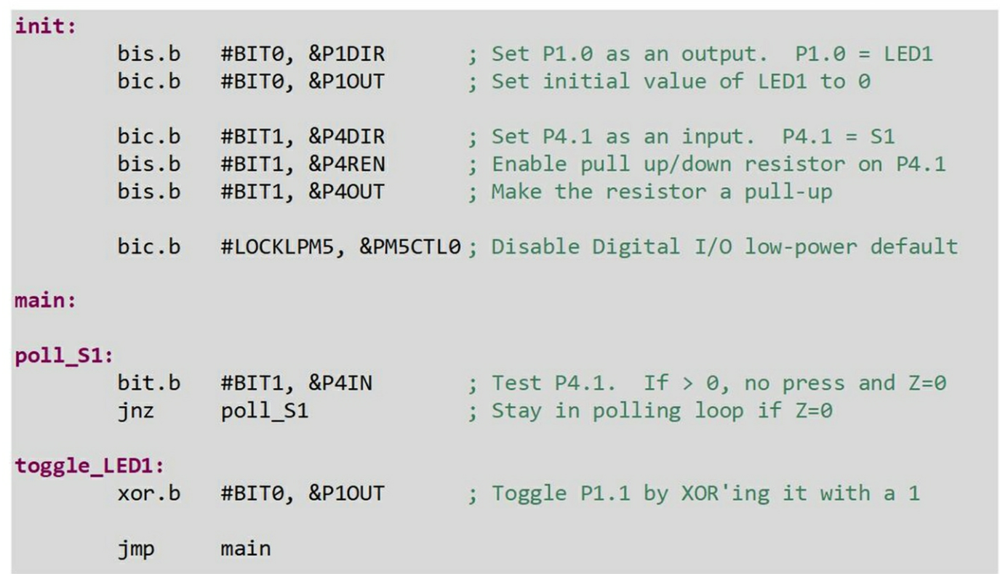 init:
bis.b #BIT0, &P1DIR ; Set P1.0 as an output. P1.0 = LED1
bic.b #BIT0, &P1OUT ; Set initial value of LED1 to 0
bic.b #BIT1, &P4DIR ; Set P4.1 as an input. P4.1 = S1
bis.b #BIT1, &P4REN ; Enable pull up/down resistor on P4.1
bis.b #BIT1, &P4OUT ; Make the resistor a pull-up
bic.b #LOCKLPM5, &PM5CTL0 ; Disable Digital I/O low-power default
main:
poll_S1:
bit.b #BIT1, &P4IN ; Test P4.1. If > 0, no press and Z=0
jnz poll_S1 ; Stay in polling loop if Z=0
toggle_LED1:
xor.b #BIT0, &P1OUT ; Toggle P1.1 by XOR'ing it with a 1
jmp main